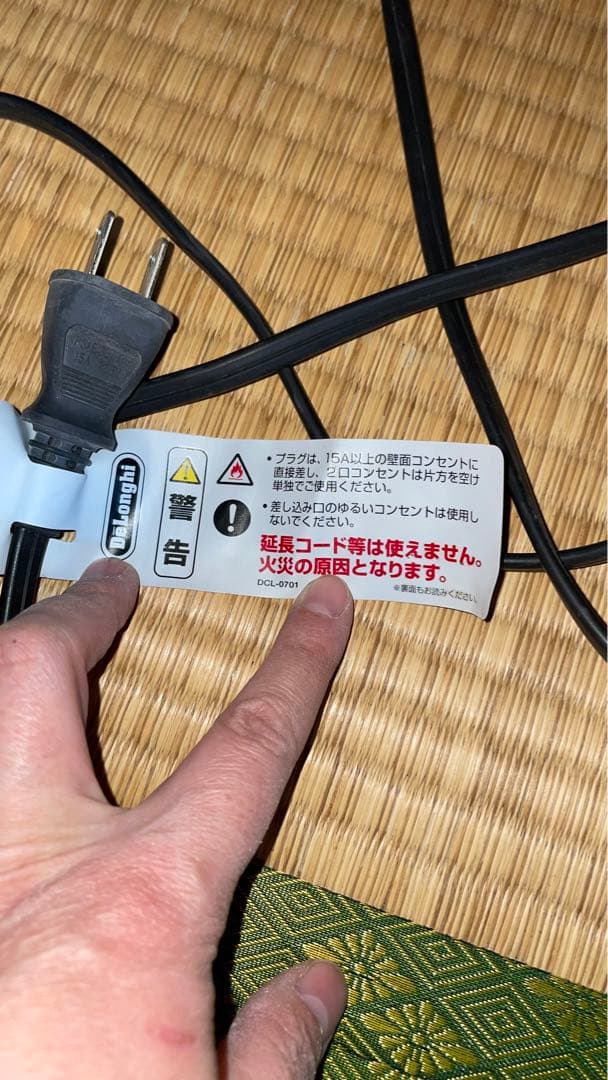 DeLonghi
警告
・プラグは、15A以上の壁面コンセントに
直接差し、2口コンセントは片方を空け
単独でご使用ください。
・差し込み口のゆるいコンセントは使用し
ないでください。
延長コード等は使えません。
火災の原因となります。
DCL-0701
※裏面もお読みください。